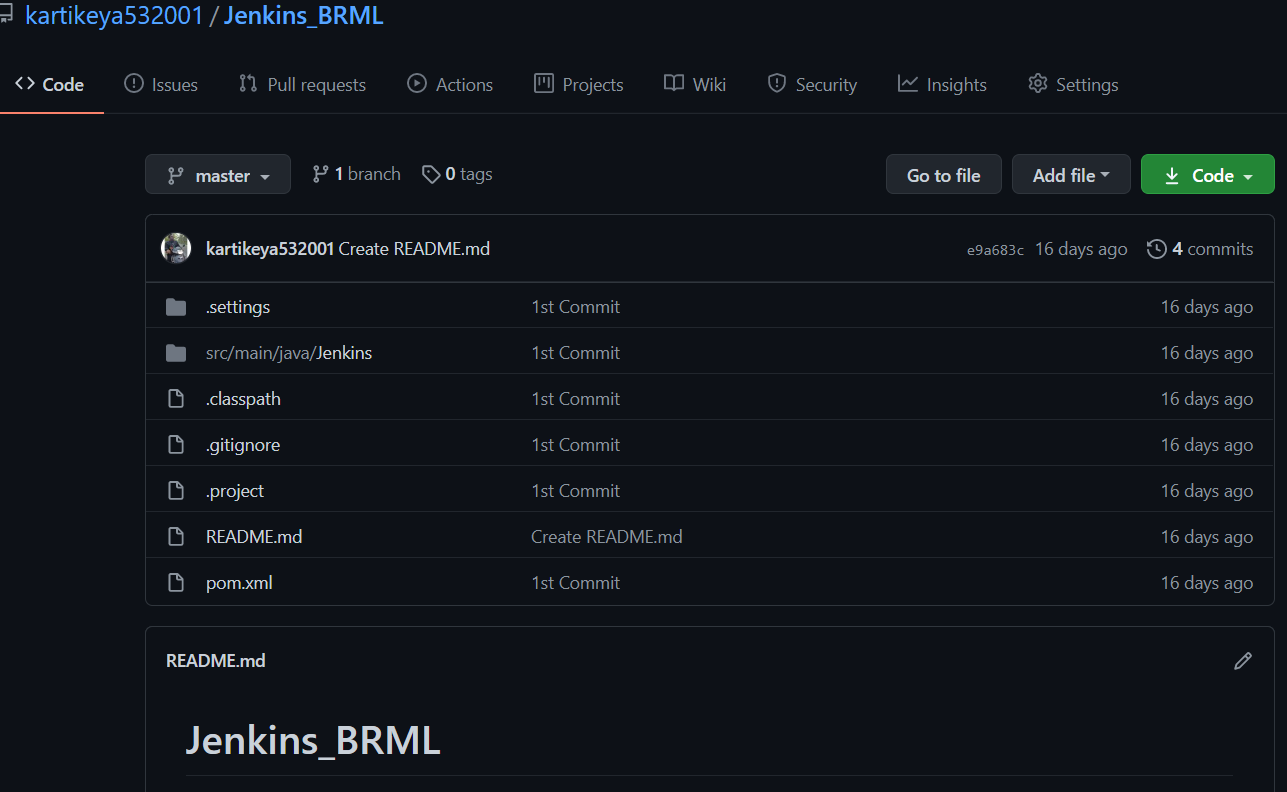 kartikeya532001 / Jenkins_BRML
Code Issues Pull requests Actions Projects Wiki Security Insights Settings
master 1 branch 0 tags Go to file Add file Code
kartikeya532001 Create README.md e9a683c 16 days ago 4 commits
.settings 1st Commit 16 days ago
src/main/java/Jenkins 1st Commit 16 days ago
.classpath 1st Commit 16 days ago
.gitignore 1st Commit 16 days ago
.project 1st Commit 16 days ago
README.md Create README.md 16 days ago
pom.xml 1st Commit 16 days ago
README.md
Jenkins_BRML